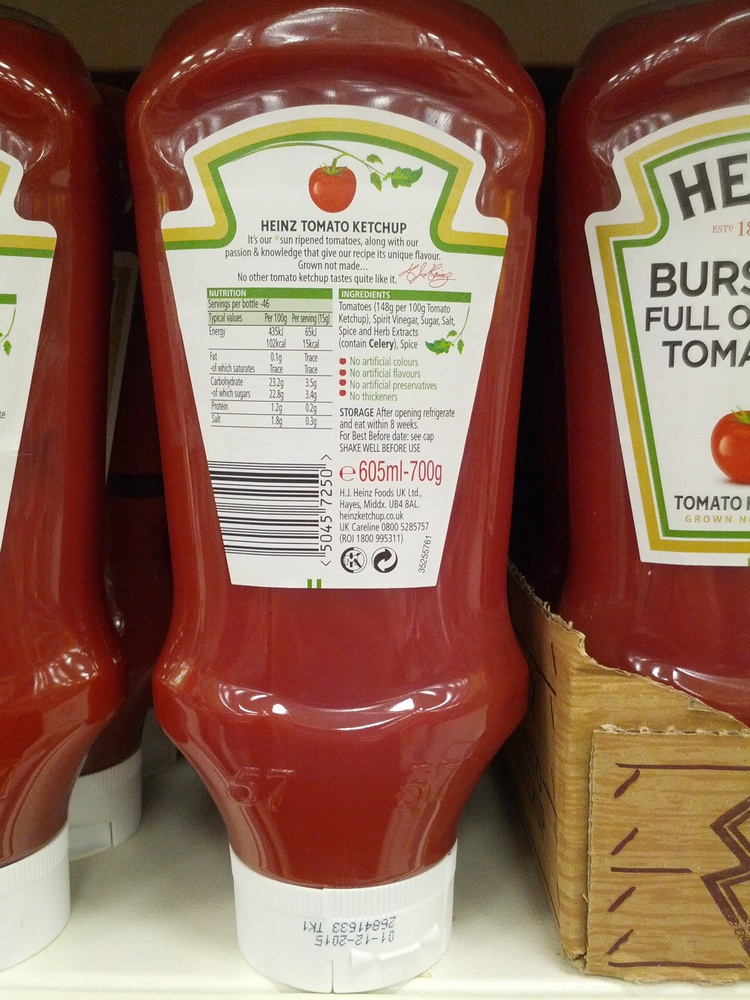 HEINZ TOMATO KETCHUP
It's our sun ripened tomatoes, along with our
passion & knowledge that give our recipe its unique flavour.
Grown not made...
No other tomato ketchup tastes quite like it.
NUTRITION
Servings per bottle -46
Typical values Per 100g Per serving (15g)
Energy 435kJ 65kJ
102kcal 15kcal
Fat 0.1g Trace
-of which saturates Trace Trace
Carbohydrate 23.2g 3.5g
-of which sugars 22.8g 3.4g
Protein 1.2g 0.2g
Salt 1.8g 0.3g
INGREDIENTS
Tomatoes (148g per 100g Tomato
Ketchup), Spirit Vinegar, Sugar, Salt,
Spice and Herb Extracts
(contain Celery), Spice
No artificial colours
No artificial flavours
No artificial preservatives
No thickeners
STORAGE After opening refrigerate
and eat within 8 weeks.
For Best Before date: see cap
SHAKE WELL BEFORE USE
℮ 605ml-700g
H.J. Heinz Foods UK Ltd.,
Hayes, Middx. UB4 8AL.
heinzketchup.co.uk
UK Careline 0800 5285757
(ROI 1800 995311)
< 5045 7250 >
K
35255761
57
57
01-12-2015
26841633 TK1
HE
ESTD 18
BURS
FULL O
TOMA
TOMATO K
GROWN NO